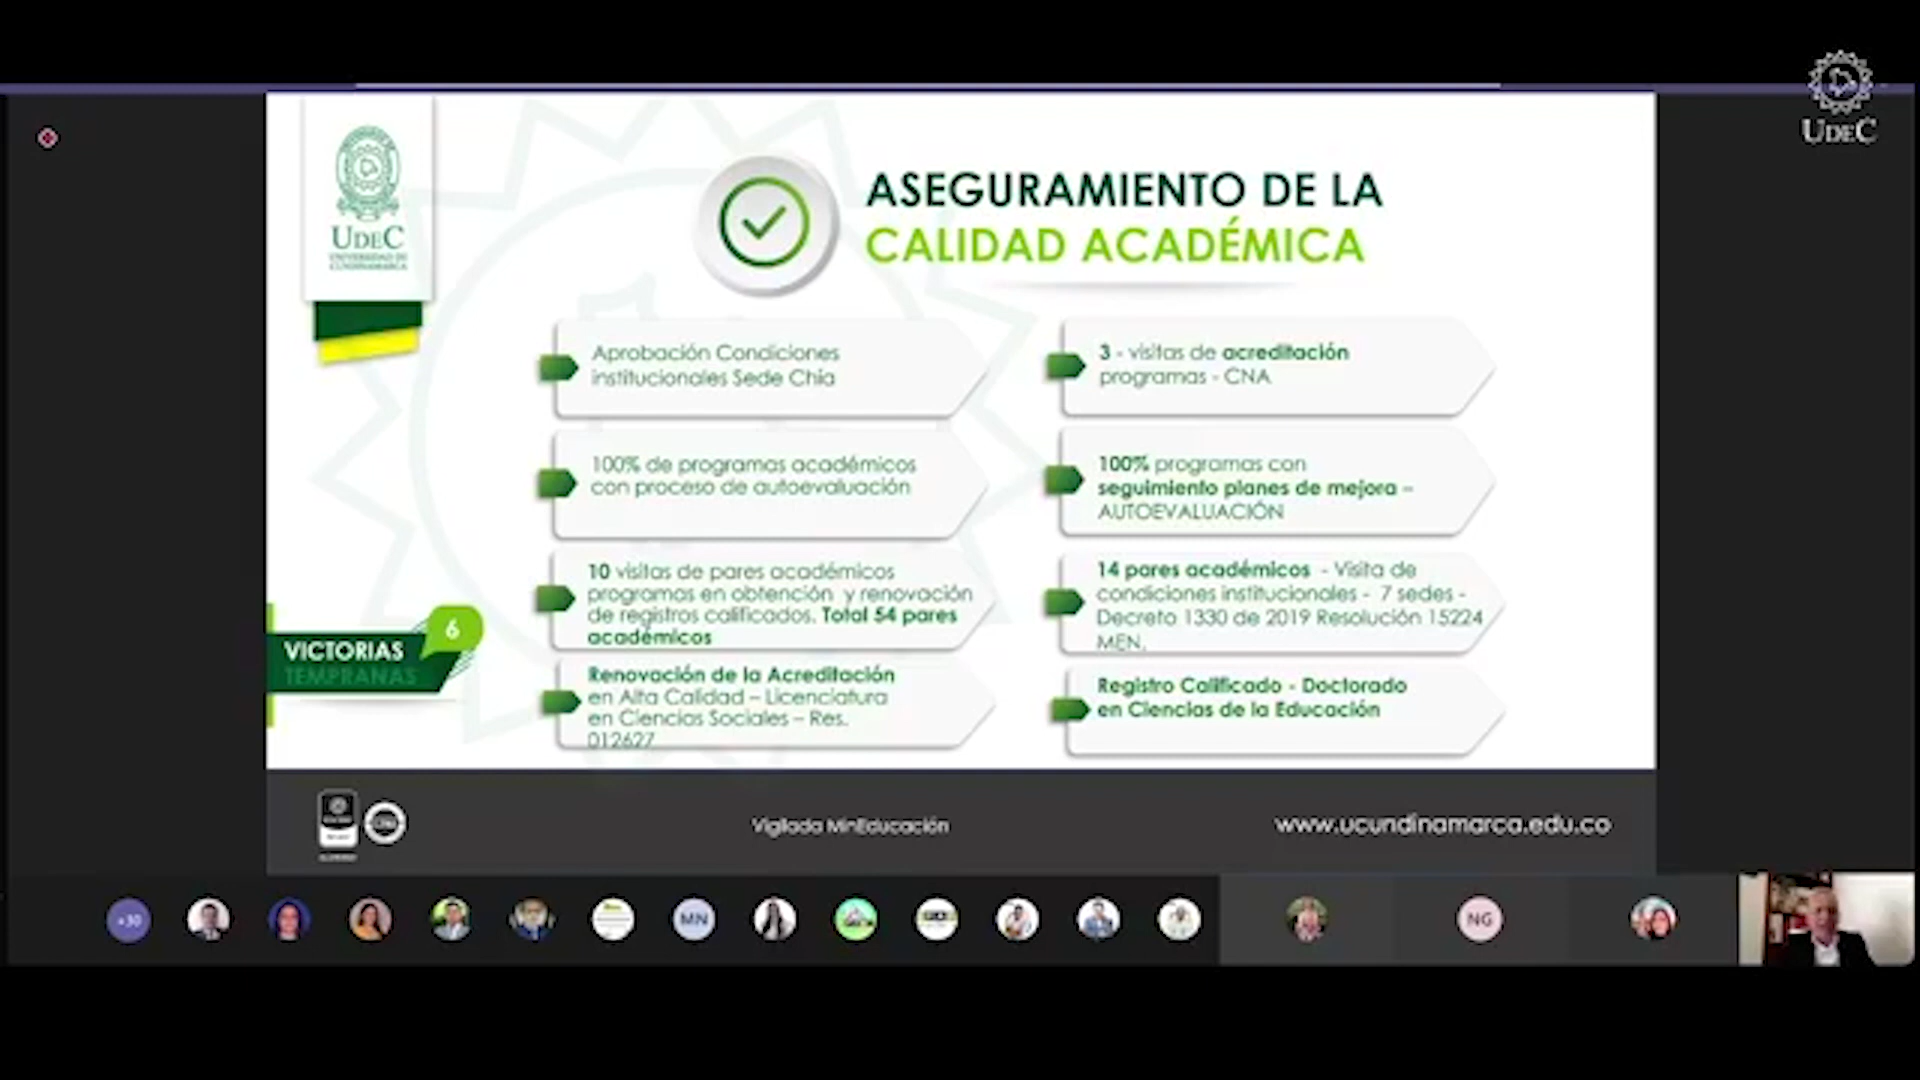 UDEC
UDEC
UNIVERSIDAD DE
CUNDINAMARCA
ASEGURAMIENTO DE LA
CALIDAD ACADÉMICA
Aprobación Condiciones
institucionales Sede Chía
100% de programas académicos
con proceso de autoevaluación
10 visitas de pares académicos
programas en obtención y renovación
de registros calificados. Total 54 pares
académicos
Renovación de la Acreditación
en Alta Calidad – Licenciatura
en Ciencias Sociales – Res.
012627
3 - visitas de acreditación
programas - CNA
100% programas con
seguimiento planes de mejora –
AUTOEVALUACIÓN
14 pares académicos - Visita de
condiciones institucionales - 7 sedes -
Decreto 1330 de 2019 Resolución 15224
MEN.
Registro Calificado - Doctorado
en Ciencias de la Educación
6
VICTORIAS
TEMPRANAS
Vigilada MinEducación
www.ucundinamarca.edu.co
+30
MN
NG